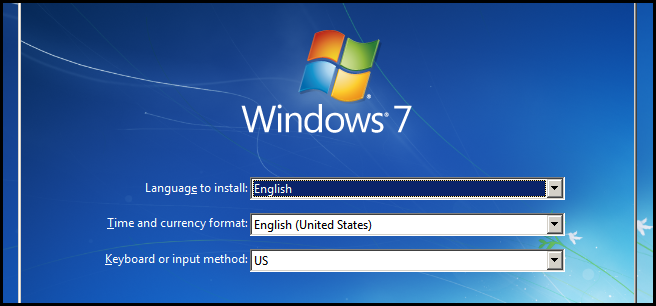 Windows® 7
Language to install: English
Time and currency format: English (United States)
Keyboard or input method: US